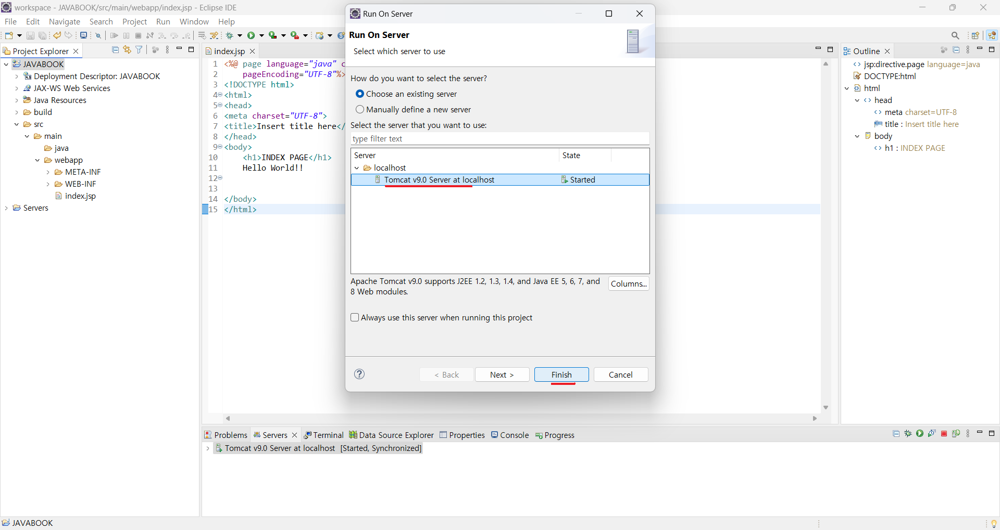 workspace - JAVABOOK/src/main/webapp/index.jsp - Eclipse IDE
File Edit Navigate Search Project Run Window Help
Project Explorer
JAVABOOK
Deployment Descriptor: JAVABOOK
JAX-WS Web Services
Java Resources
build
src
main
java
webapp
META-INF
WEB-INF
index.jsp
Servers
index.jsp
1 <%@ page language="java" c
2 pageEncoding="UTF-8"%>
3 <!DOCTYPE html>
4 <html>
5 <head>
6 <meta charset="UTF-8">
7 <title>Insert title here</
8 </head>
9 <body>
10 <h1>INDEX PAGE</h1>
11 Hello World!!
12
13
14 </body>
15 </html>
Run On Server
Run On Server
Select which server to use
How do you want to select the server?
Choose an existing server
Manually define a new server
Select the server that you want to use:
type filter text
Server State
localhost
Tomcat v9.0 Server at localhost Started
Apache Tomcat v9.0 supports J2EE 1.2, 1.3, 1.4, and Java EE 5, 6, 7, and
8 Web modules.
Columns...
Always use this server when running this project
? < Back Next > Finish Cancel
Outline
jsp:directive.page language=java
DOCTYPE:html
html
head
meta charset=UTF-8
title : Insert title here
body
h1 : INDEX PAGE
Problems Servers Terminal Data Source Explorer Properties Console Progress
Tomcat v9.0 Server at localhost [Started, Synchronized]
JAVABOOK